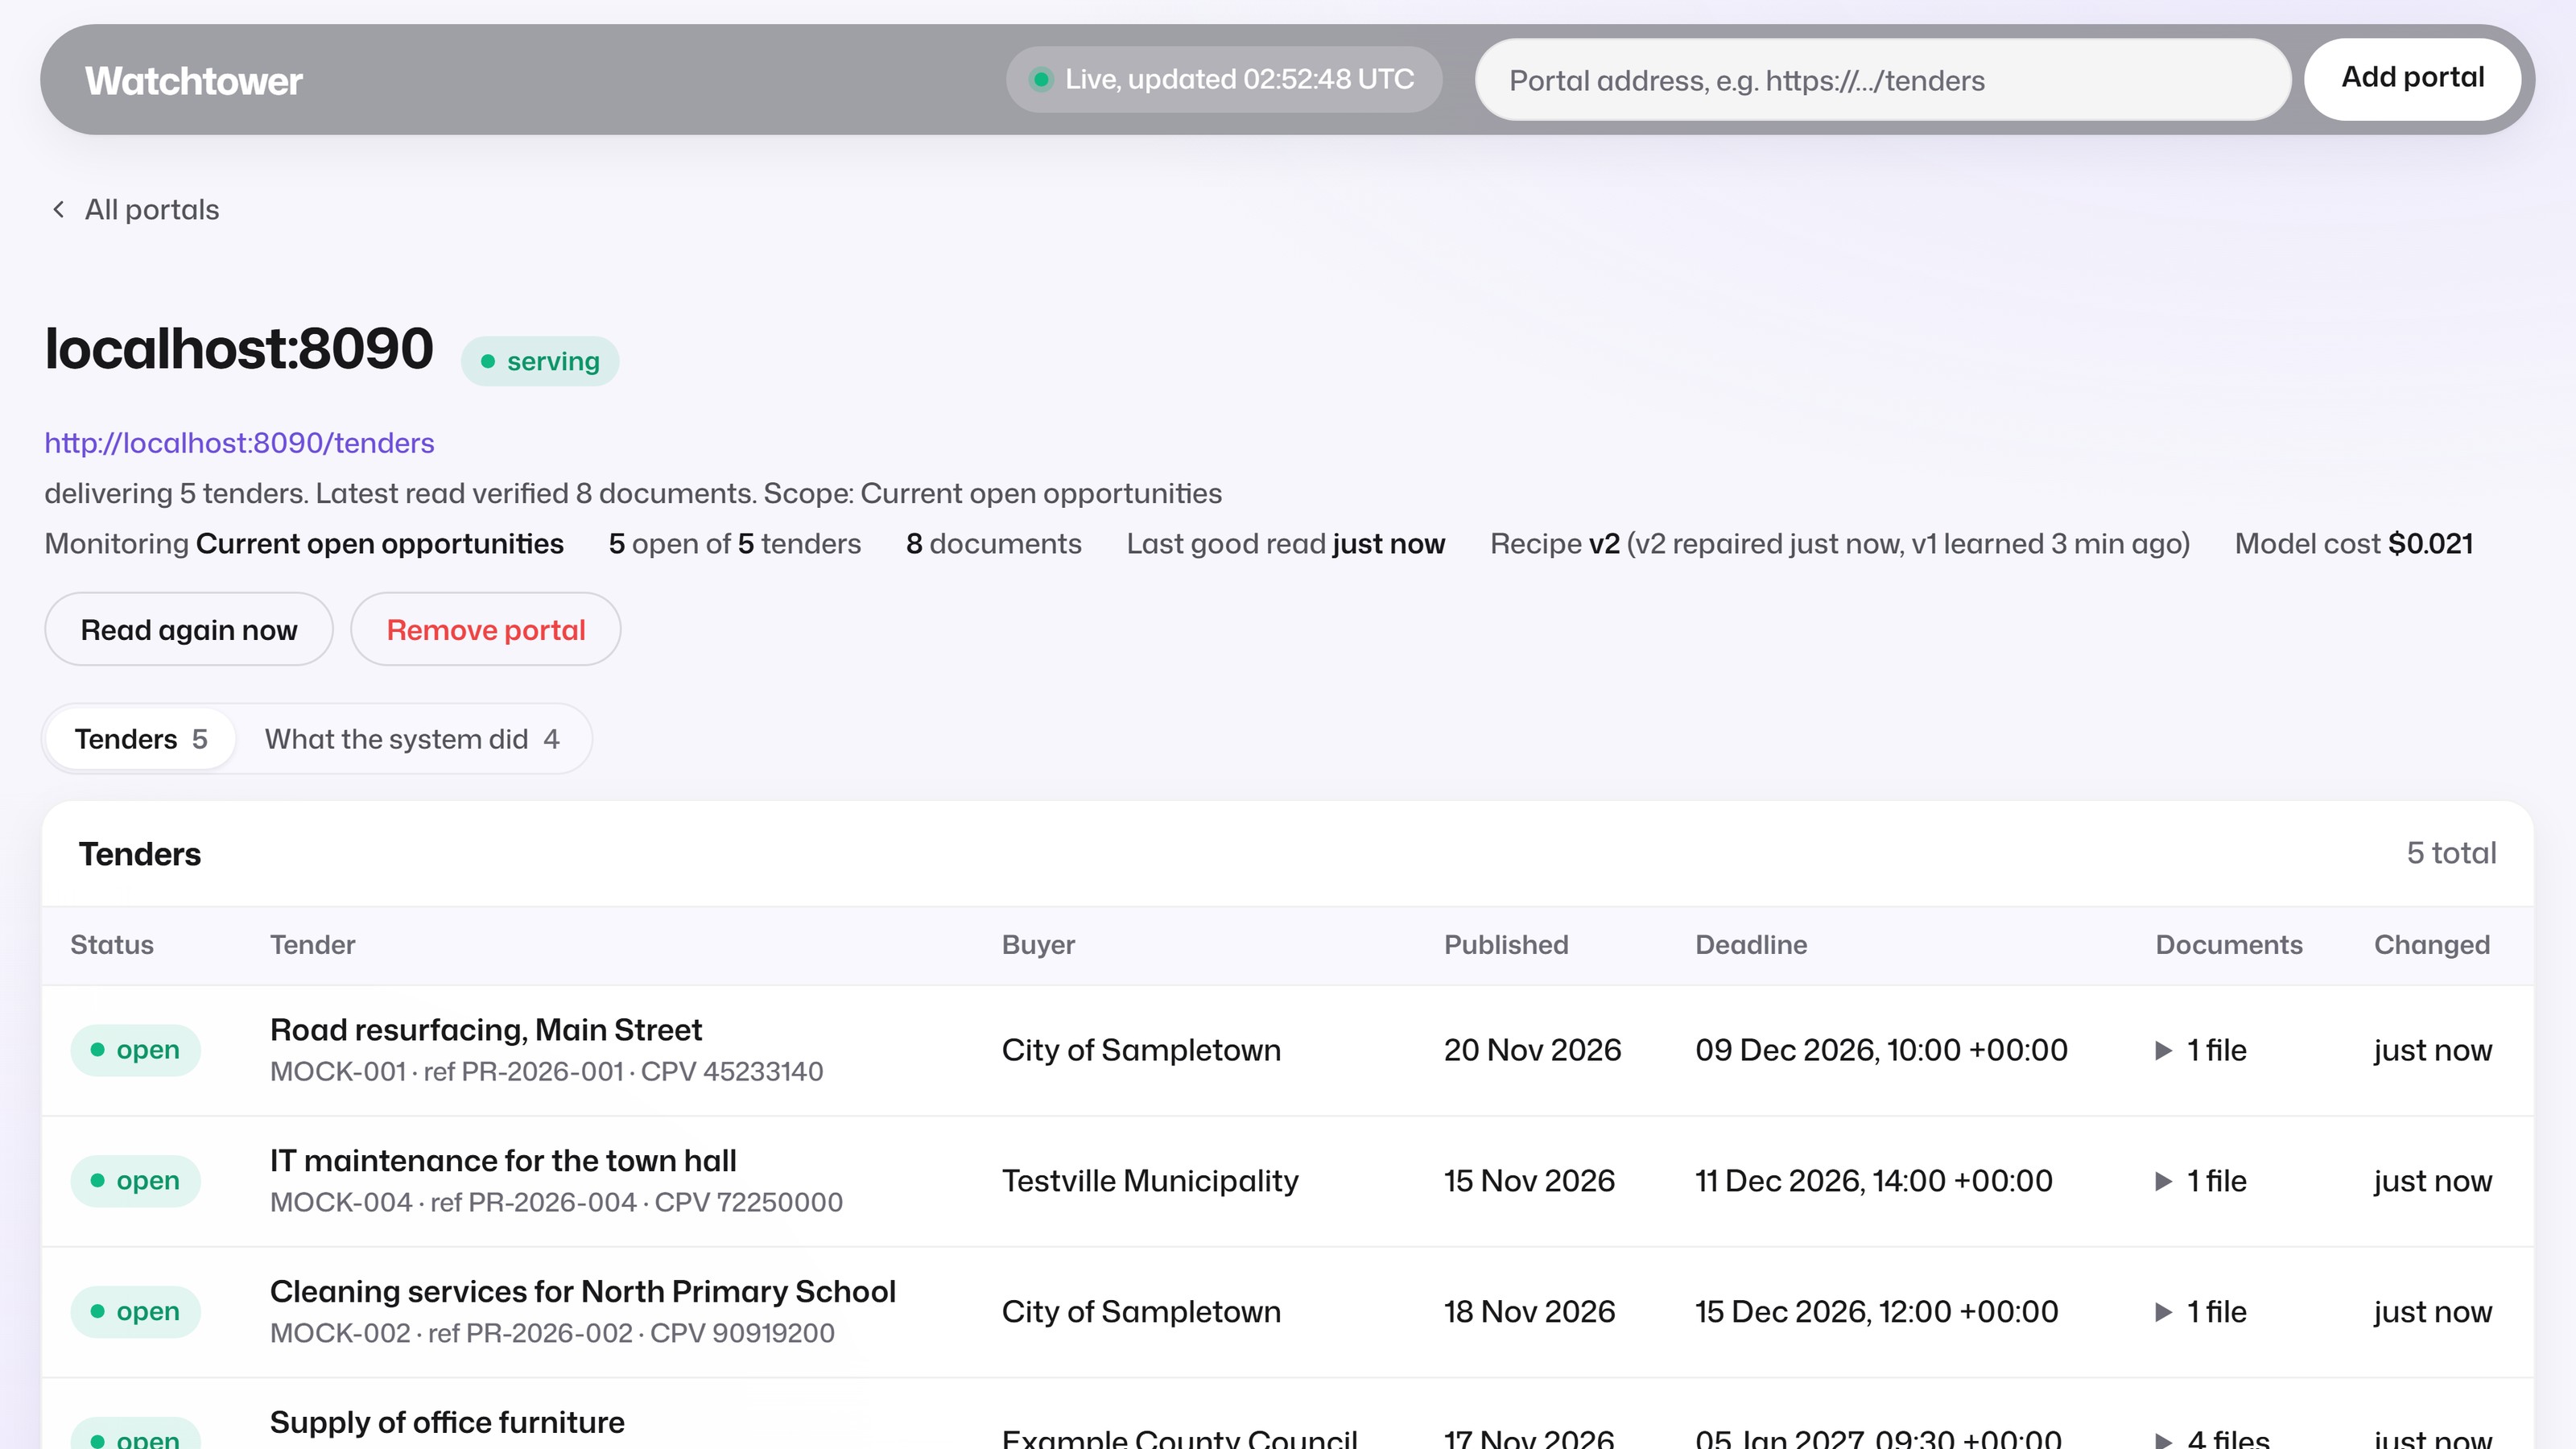 Watchtower
Live, updated 02:52:48 UTC
Portal address, e.g. https://.../tenders
Add portal
All portals
localhost:8090
serving
http://localhost:8090/tenders
delivering 5 tenders. Latest read verified 8 documents. Scope: Current open opportunities
Monitoring Current open opportunities 5 open of 5 tenders 8 documents Last good read just now Recipe v2 (v2 repaired just now, v1 learned 3 min ago) Model cost $0.021
Read again now
Remove portal
Tenders 5
What the system did 4
Tenders
5 total
Status Tender Buyer Published Deadline Documents Changed
open
Road resurfacing, Main Street
MOCK-001 · ref PR-2026-001 · CPV 45233140
City of Sampletown
20 Nov 2026
09 Dec 2026, 10:00 +00:00
1 file
just now
open
IT maintenance for the town hall
MOCK-004 · ref PR-2026-004 · CPV 72250000
Testville Municipality
15 Nov 2026
11 Dec 2026, 14:00 +00:00
1 file
just now
open
Cleaning services for North Primary School
MOCK-002 · ref PR-2026-002 · CPV 90919200
City of Sampletown
18 Nov 2026
15 Dec 2026, 12:00 +00:00
1 file
just now
open
Supply of office furniture
Example County Council
17 Nov 2026
05 Jan 2027, 09:30 +00:00
4 files
just now